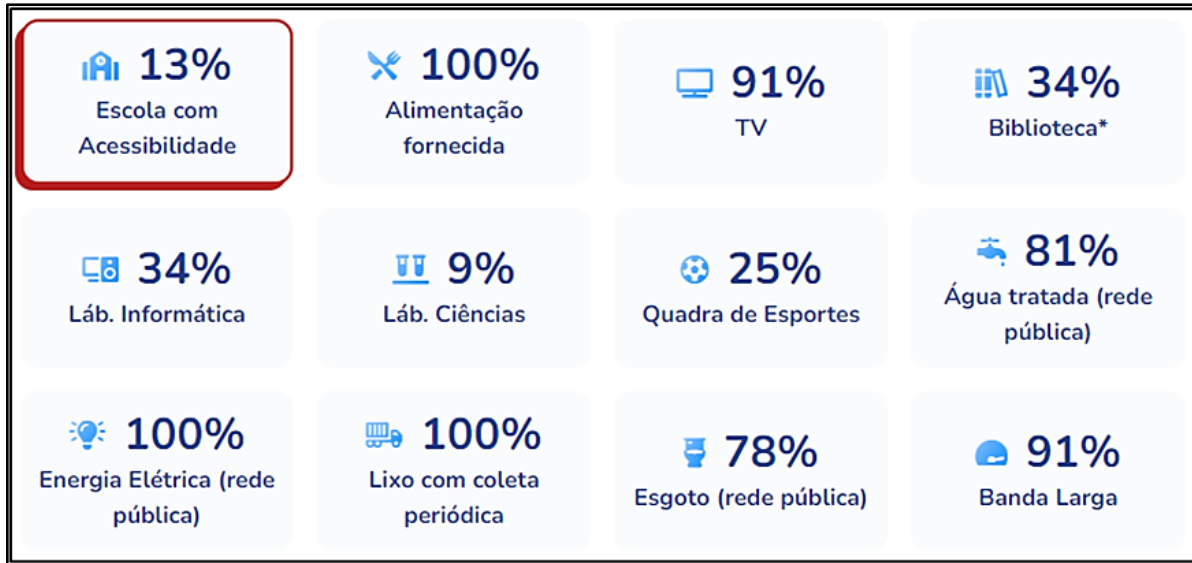 13%
Escola com
Acessibilidade
100%
Alimentação
fornecida
91%
TV
34%
Biblioteca*
34%
Láb. Informática
9%
Láb. Ciências
25%
Quadra de Esportes
81%
Água tratada (rede
pública)
100%
Energia Elétrica (rede
pública)
100%
Lixo com coleta
periódica
78%
Esgoto (rede pública)
91%
Banda Larga